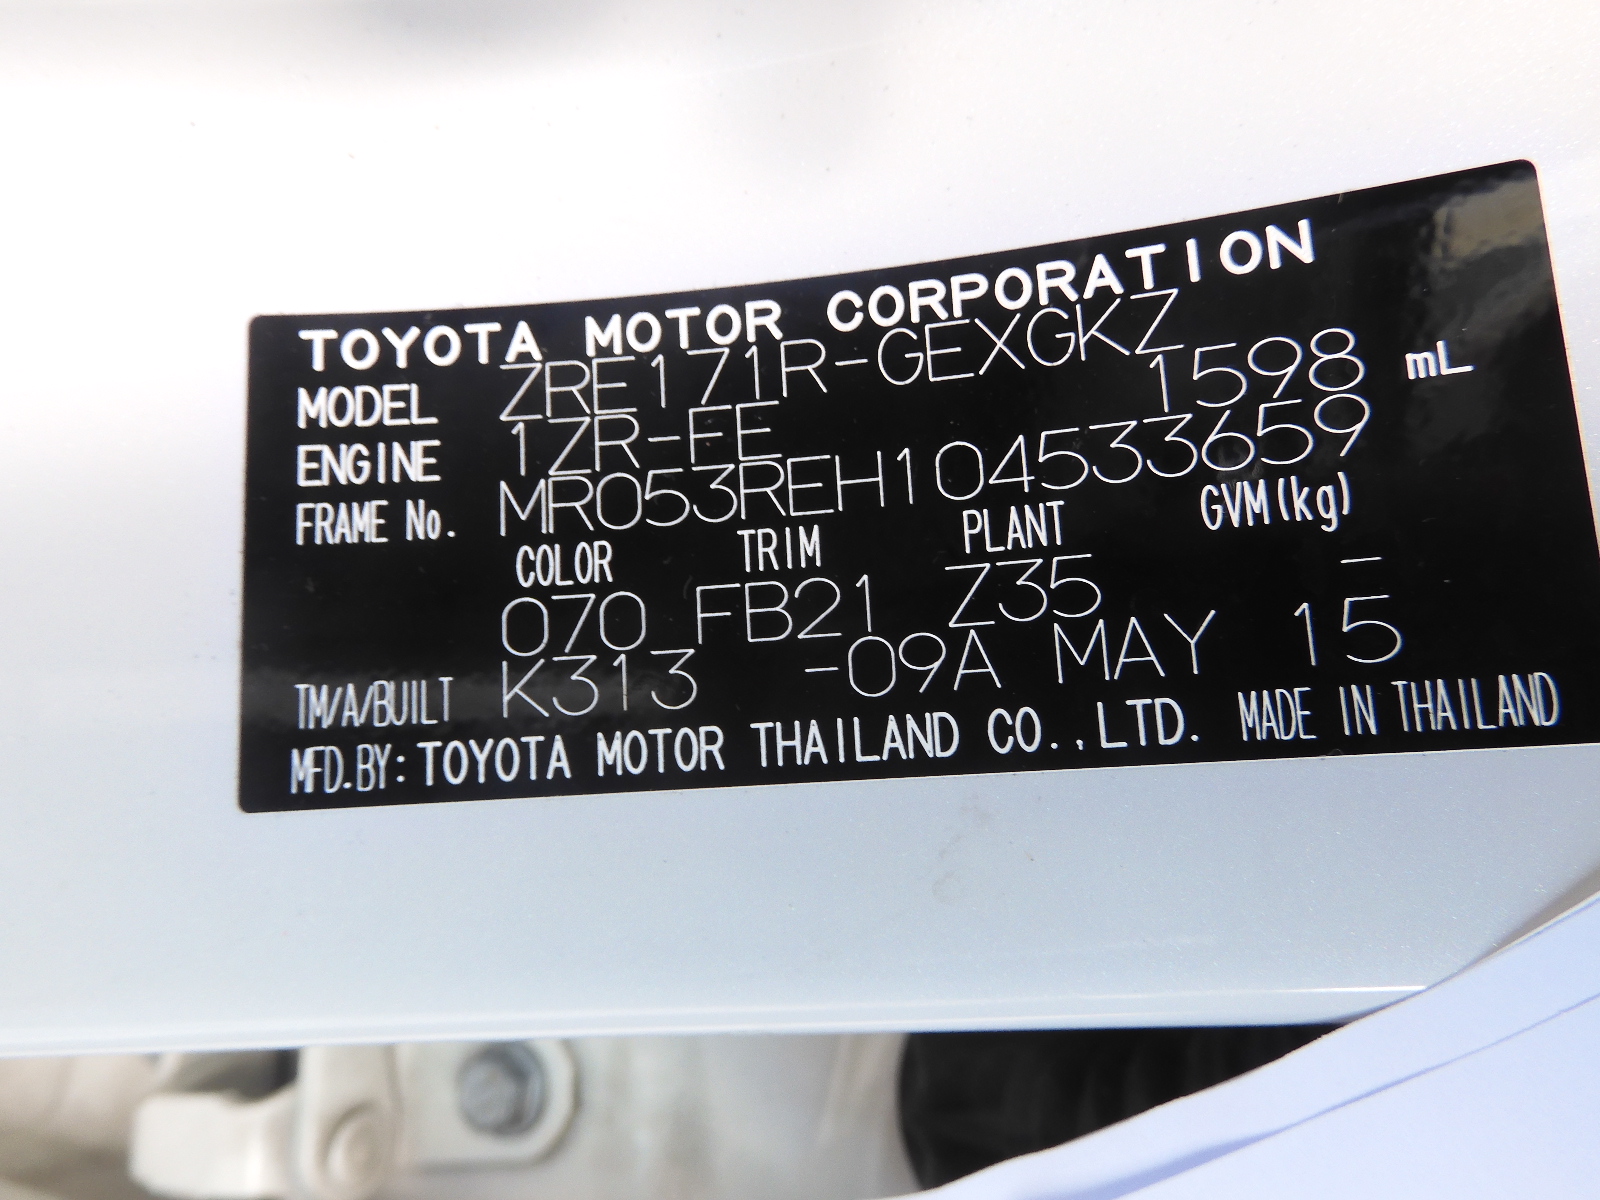 TOYOTA MOTOR CORPORATION
MODEL ZRE171R-GEXGKZ
ENGINE 1ZR-FE 1598 mL
FRAME No. MR053REH104533659
COLOR TRIM PLANT GVM(kg)
070 FB21 Z35 –
TM/A/BUILT K313 -09A MAY 15
MFD.BY: TOYOTA MOTOR THAILAND CO.,LTD. MADE IN THAILAND